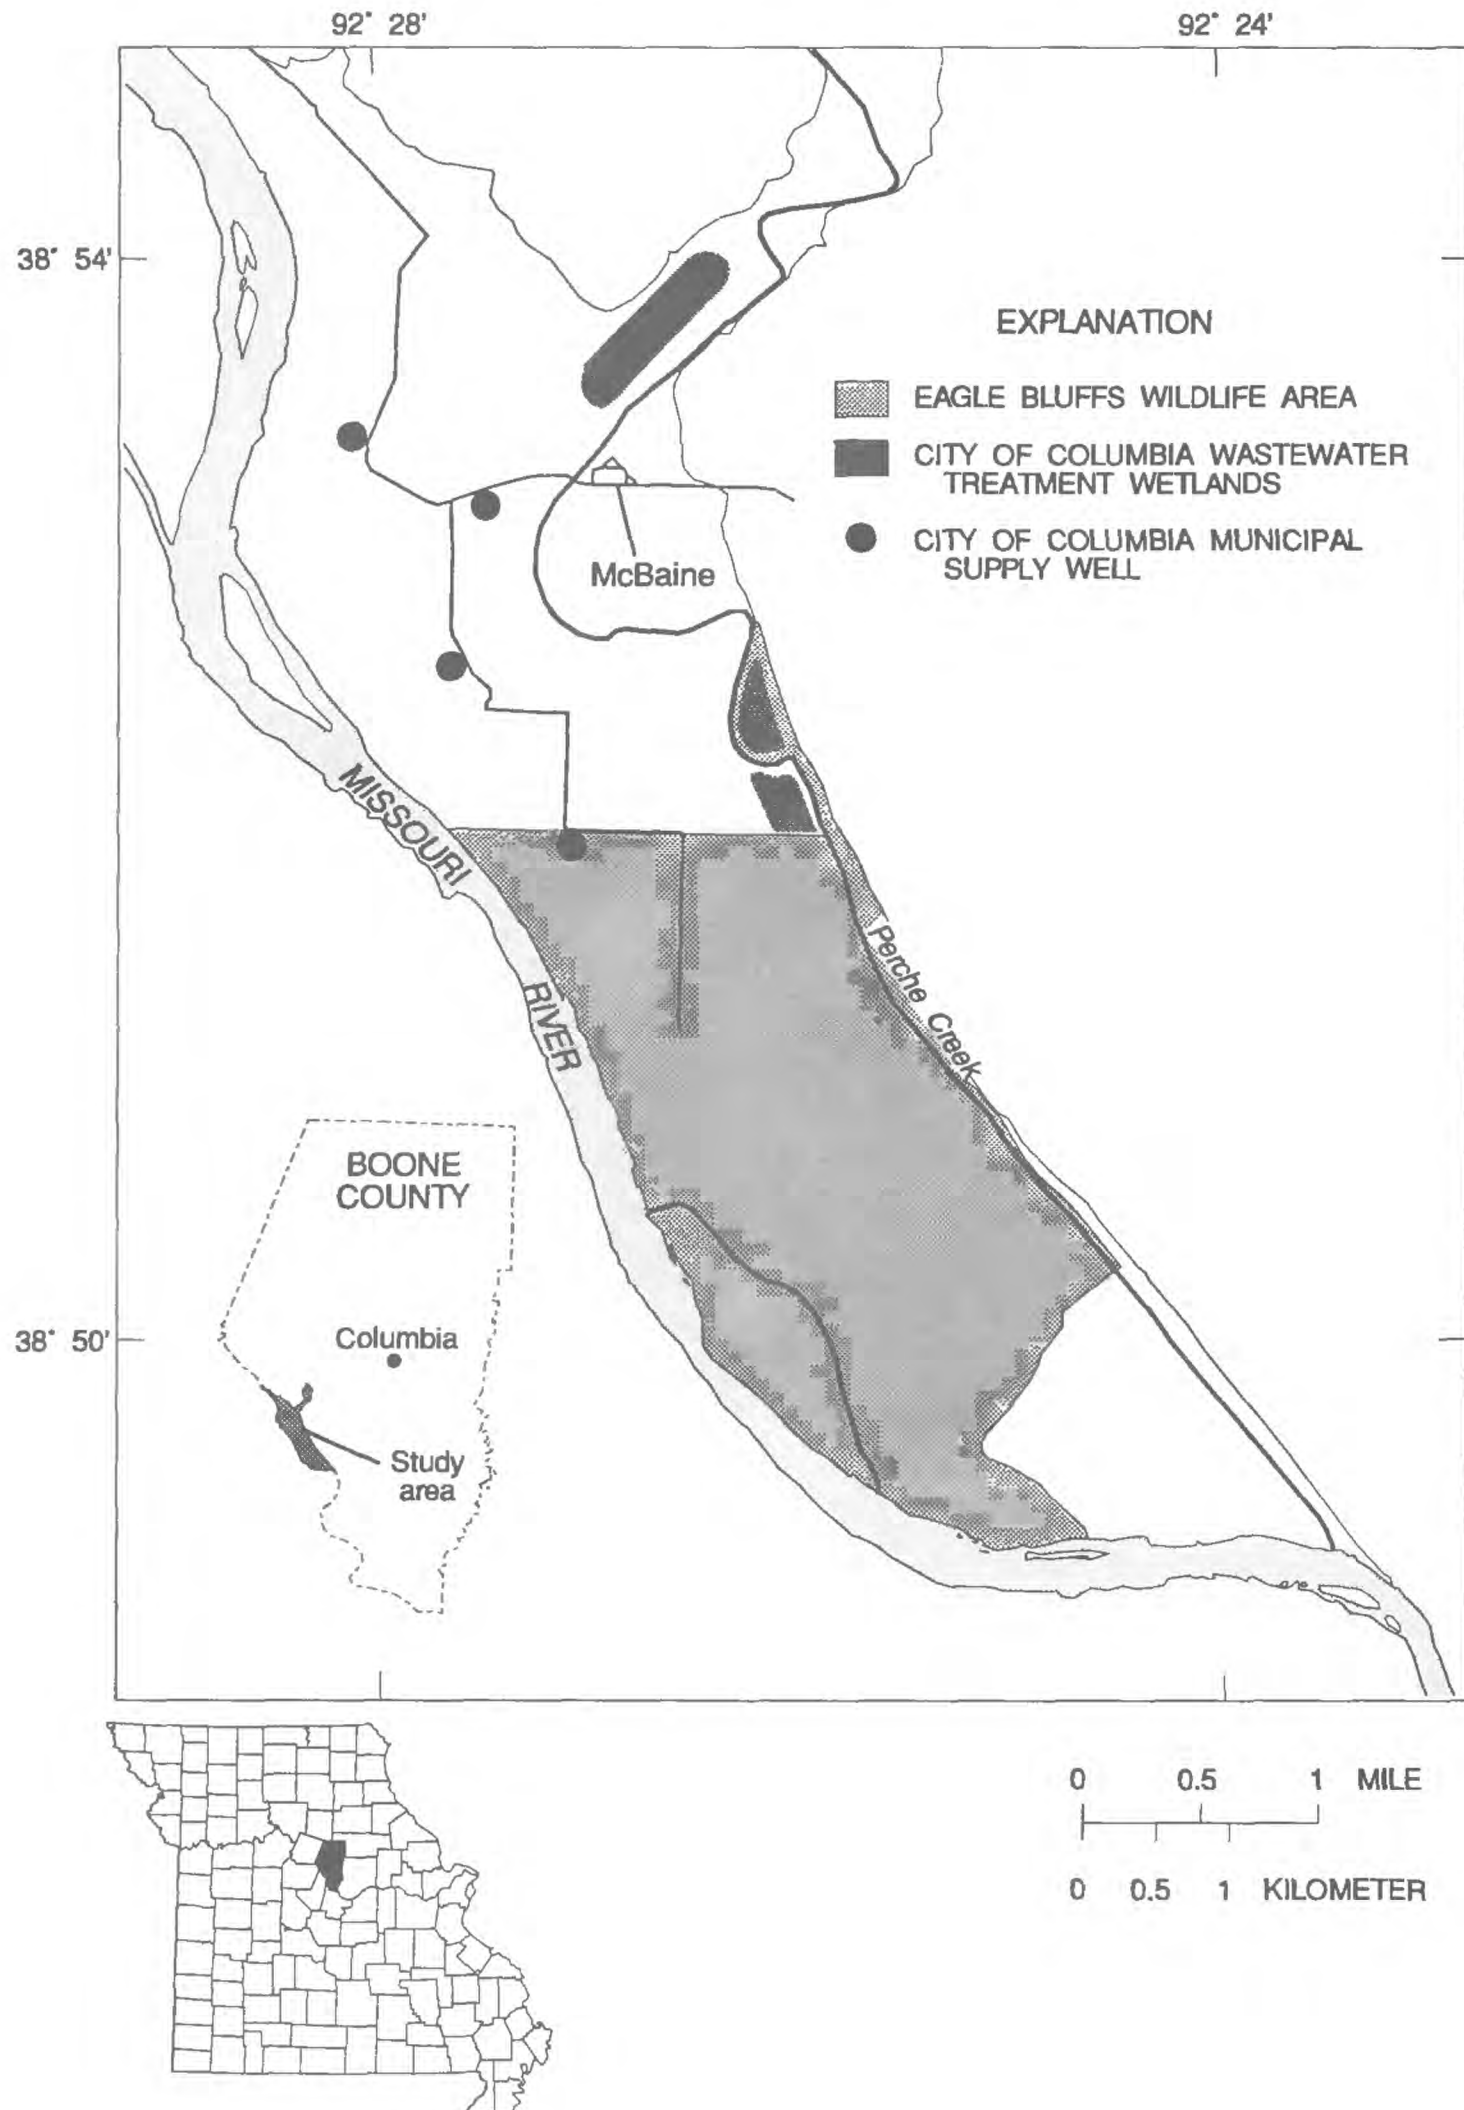 92° 28'
92° 24'
38° 54'
EXPLANATION
EAGLE BLUFFS WILDLIFE AREA
CITY OF COLUMBIA WASTEWATER
TREATMENT WETLANDS
CITY OF COLUMBIA MUNICIPAL
SUPPLY WELL
McBaine
MISSOURI
RIVER
Perche Creek
BOONE
COUNTY
38° 50'
Columbia
Study
area
0 0.5 1 MILE
0 0.5 1 KILOMETER